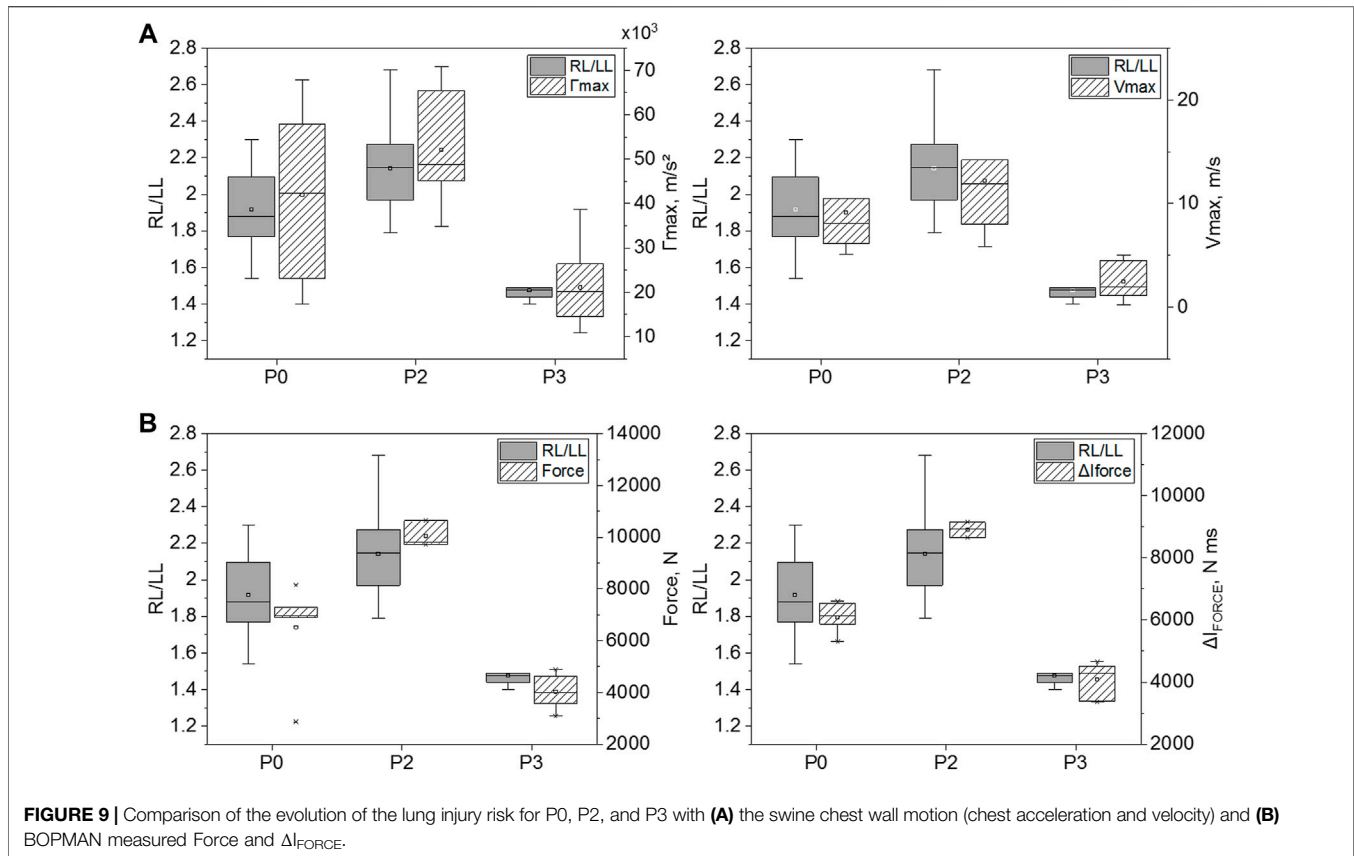 A
x10³
2.8
2.6
2.4
2.2
2
1.8
1.6
1.4
1.2
RL/LL
RL/LL
Γmax
70
60
50
40
30
20
10
Γmax, m/s²
P0 P2 P3
2.8
2.6
2.4
2.2
2
1.8
1.6
1.4
1.2
RL/LL
RL/LL
Vmax
20
10
0
Vmax, m/s
P0 P2 P3
B
2.8
2.6
2.4
2.2
2
1.8
1.6
1.4
1.2
RL/LL
RL/LL
Force
14000
12000
10000
8000
6000
4000
2000
Force, N
P0 P2 P3
2.8
2.6
2.4
2.2
2
1.8
1.6
1.4
1.2
RL/LL
RL/LL
ΔIforce
12000
10000
8000
6000
4000
2000
ΔI_FORCE, N ms
P0 P2 P3
FIGURE 9 | Comparison of the evolution of the lung injury risk for P0, P2, and P3 with (A) the swine chest wall motion (chest acceleration and velocity) and (B)
BOPMAN measured Force and ΔI_FORCE.